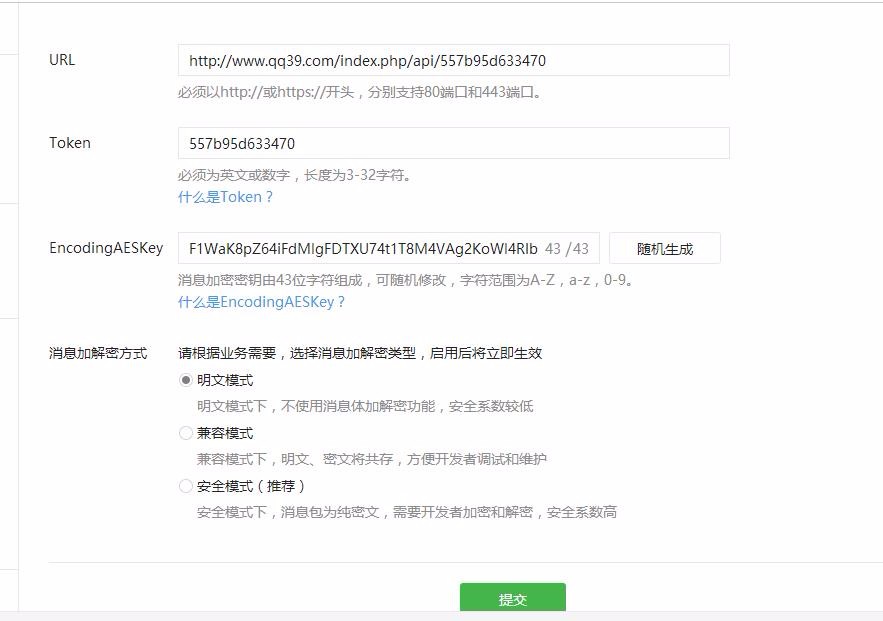 URL
http://www.qq39.com/index.php/api/557b95d633470
必须以http://或https://开头，分别支持80端口和443端口。
Token
557b95d633470
必须为英文或数字，长度为3-32字符。
什么是Token？
EncodingAESKey
F1WaK8pZ64iFdMlgFDTXU74t1T8M4VAg2KoWl4Rlb 43 /43
随机生成
消息加密密钥由43位字符组成，可随机修改，字符范围为A-Z，a-z，0-9。
什么是EncodingAESKey？
消息加解密方式
请根据业务需要，选择消息加解密类型，启用后将立即生效
明文模式
明文模式下，不使用消息体加解密功能，安全系数较低
兼容模式
兼容模式下，明文、密文将共存，方便开发者调试和维护
安全模式（推荐）
安全模式下，消息包为纯密文，需要开发者加密和解密，安全系数高
提交